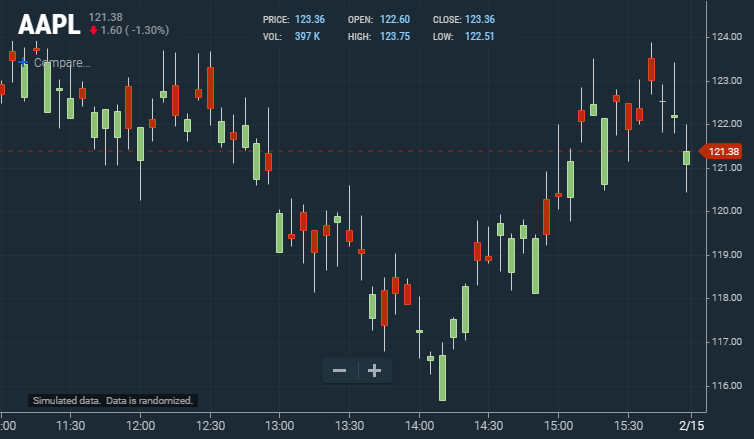 AAPL 121.38
1.60 ( -1.30%)
PRICE: 123.36 OPEN: 122.60 CLOSE: 123.36
VOL: 397 K HIGH: 123.75 LOW: 122.51
Compare...
124.00
123.00
122.00
121.38
121.00
120.00
119.00
118.00
117.00
116.00
− +
Simulated data. Data is randomized.
:00 11:30 12:00 12:30 13:00 13:30 14:00 14:30 15:00 15:30 2/15